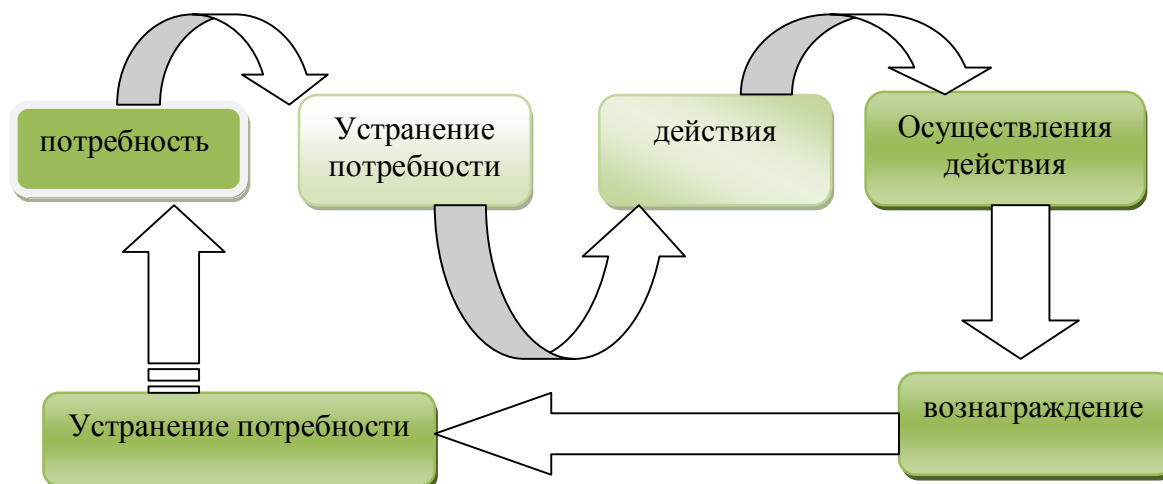 потребность
Устранение
потребности
действия
Осуществления
действия
вознаграждение
Устранение потребности